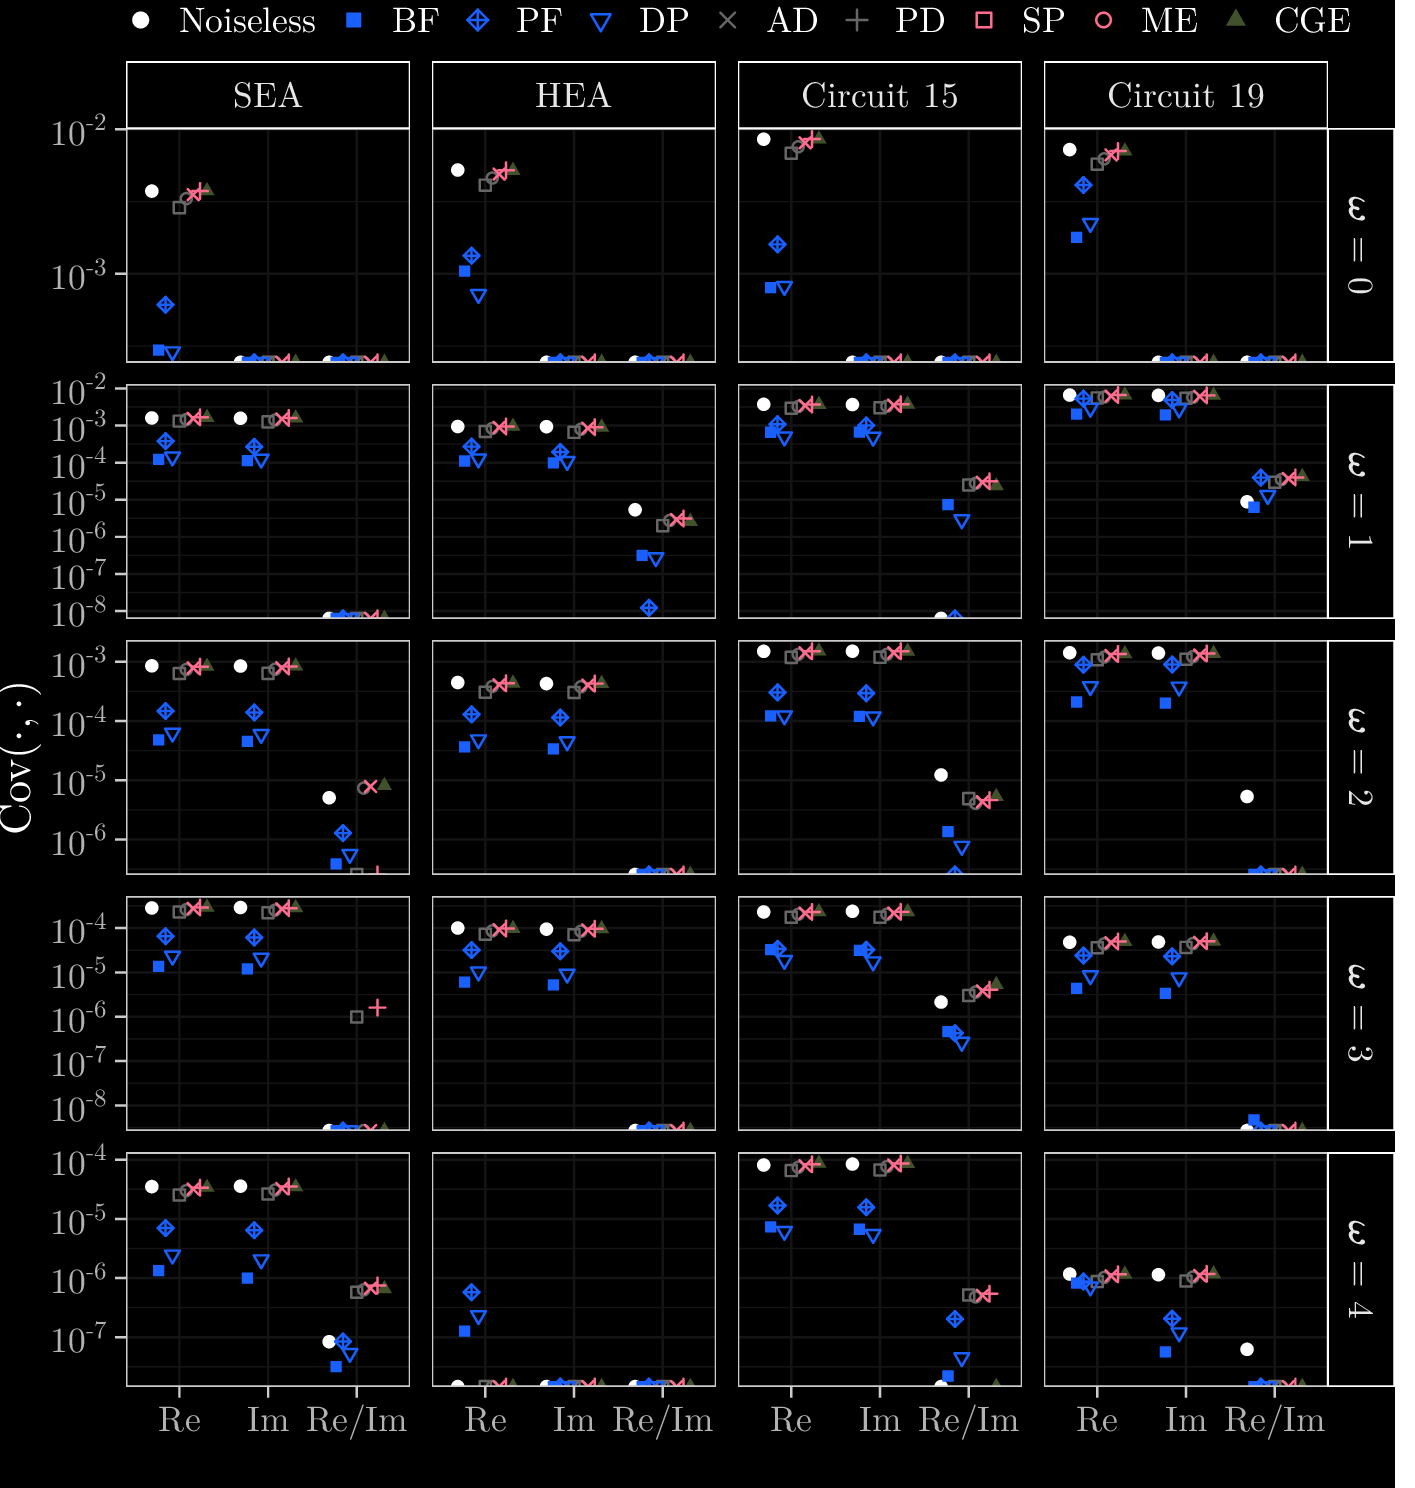 Noiseless BF PF DP AD PD SP ME CGE
SEA HEA Circuit 15 Circuit 19
10⁻²
10⁻³
ω = 0
10⁻²
10⁻³
10⁻⁴
10⁻⁵
10⁻⁶
10⁻⁷
10⁻⁸
ω = 1
Cov(·,·)
10⁻³
10⁻⁴
10⁻⁵
10⁻⁶
ω = 2
10⁻⁴
10⁻⁵
10⁻⁶
10⁻⁷
10⁻⁸
ω = 3
10⁻⁴
10⁻⁵
10⁻⁶
10⁻⁷
ω = 4
Re Im Re/Im Re Im Re/Im Re Im Re/Im Re Im Re/Im